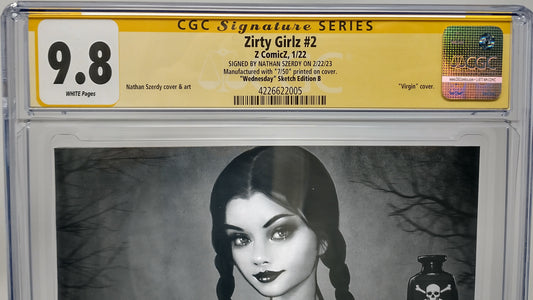 CGC Signature SERIES
9.8
WHITE Pages
Zirty Girlz #2
Z ComicZ, 1/22
SIGNED BY NATHAN SZERDY ON 2/22/23
Manufactured with "7/50" printed on cover.
"Wednesday" Sketch Edition B
Nathan Szerdy cover & art
"Virgin" cover.
4226622005
CGC